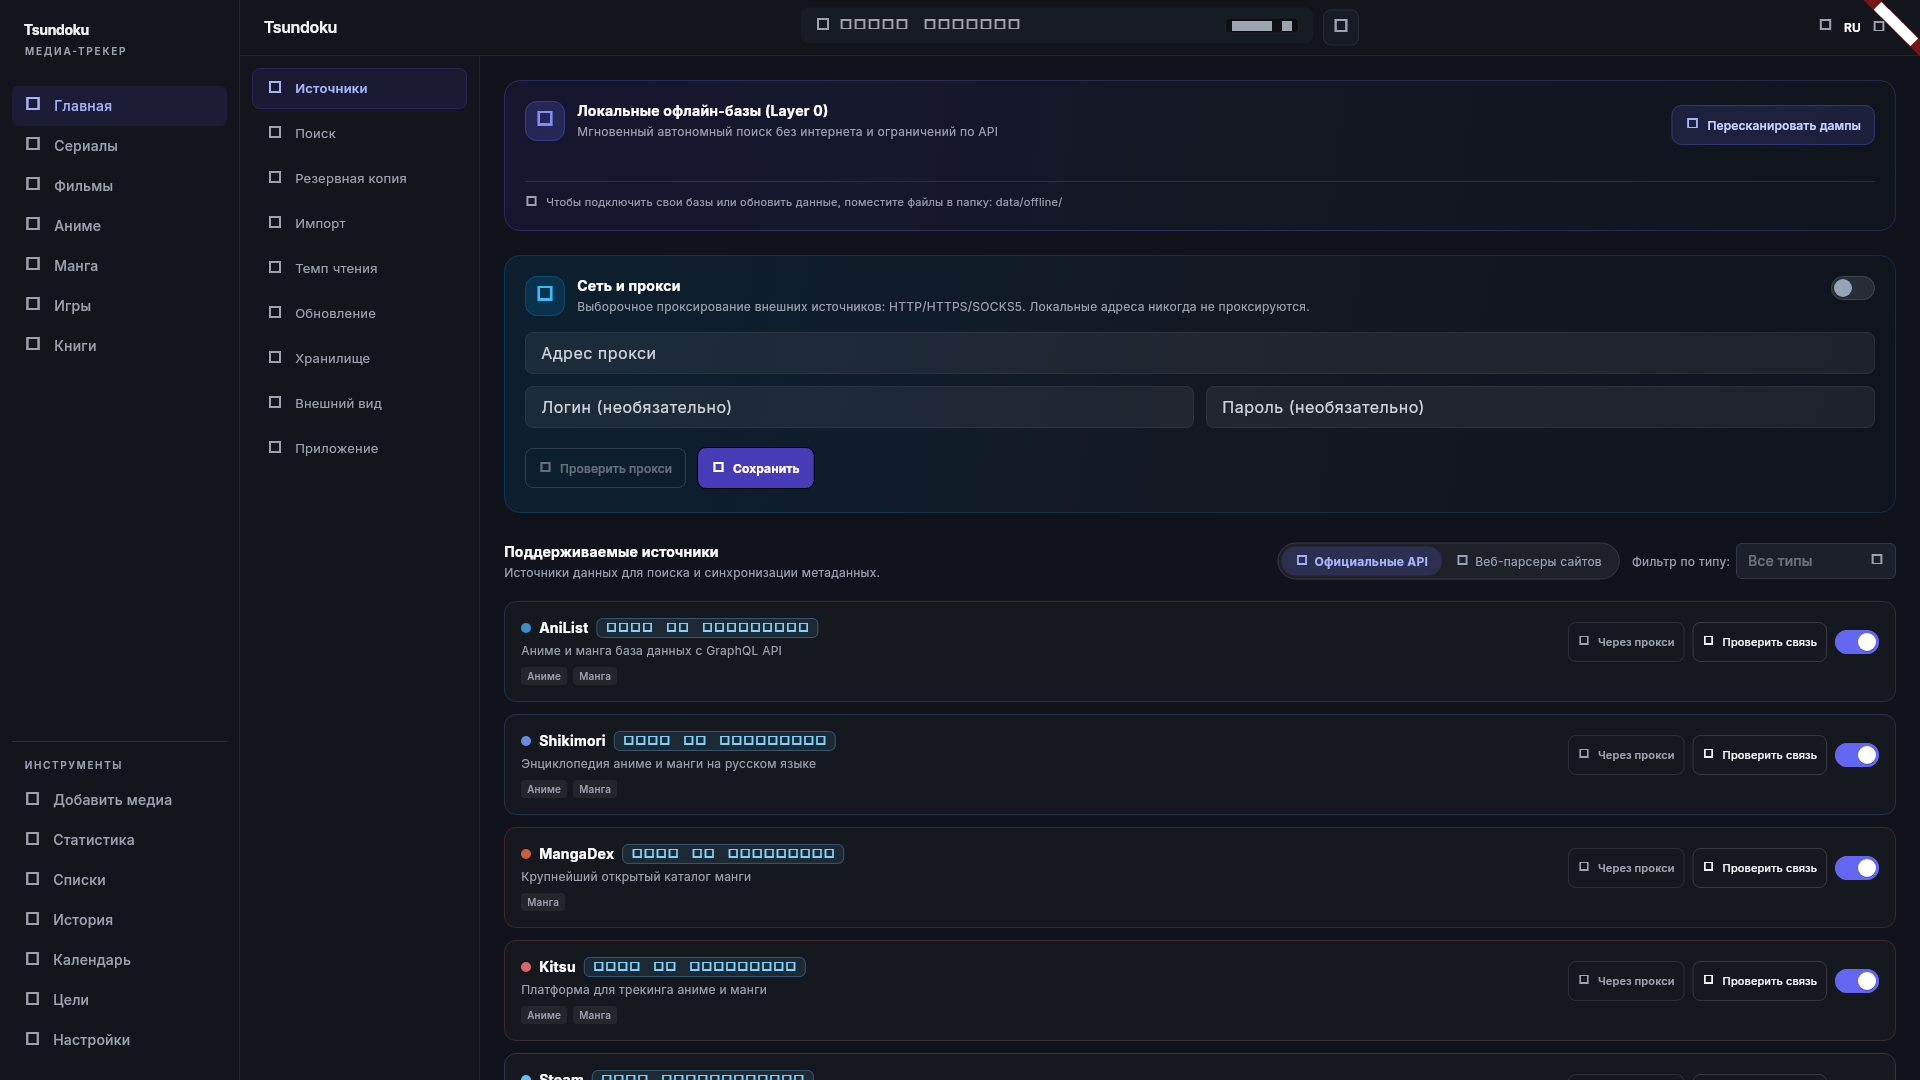 Tsundoku
МЕДИА-ТРЕКЕР
Главная
Сериалы
Фильмы
Аниме
Манга
Игры
Книги
ИНСТРУМЕНТЫ
Добавить медиа
Статистика
Списки
История
Календарь
Цели
Настройки
Tsundoku
RU
Источники
Поиск
Резервная копия
Импорт
Темп чтения
Обновление
Хранилище
Внешний вид
Приложение
Локальные офлайн-базы (Layer 0)
Мгновенный автономный поиск без интернета и ограничений по API
Пересканировать дампы
Чтобы подключить свои базы или обновить данные, поместите файлы в папку: data/offline/
Сеть и прокси
Выборочное проксирование внешних источников: HTTP/HTTPS/SOCKS5. Локальные адреса никогда не проксируются.
Адрес прокси
Логин (необязательно)
Пароль (необязательно)
Проверить прокси
Сохранить
Поддерживаемые источники
Источники данных для поиска и синхронизации метаданных.
Официальные API
Веб-парсеры сайтов
Фильтр по типу:
Все типы
AniList
Аниме и манга база данных с GraphQL API
Аниме Манга
Через прокси
Проверить связь
Shikimori
Энциклопедия аниме и манги на русском языке
Аниме Манга
Через прокси
Проверить связь
MangaDex
Крупнейший открытый каталог манги
Манга
Через прокси
Проверить связь
Kitsu
Платформа для трекинга аниме и манги
Аниме Манга
Через прокси
Проверить связь
Steam